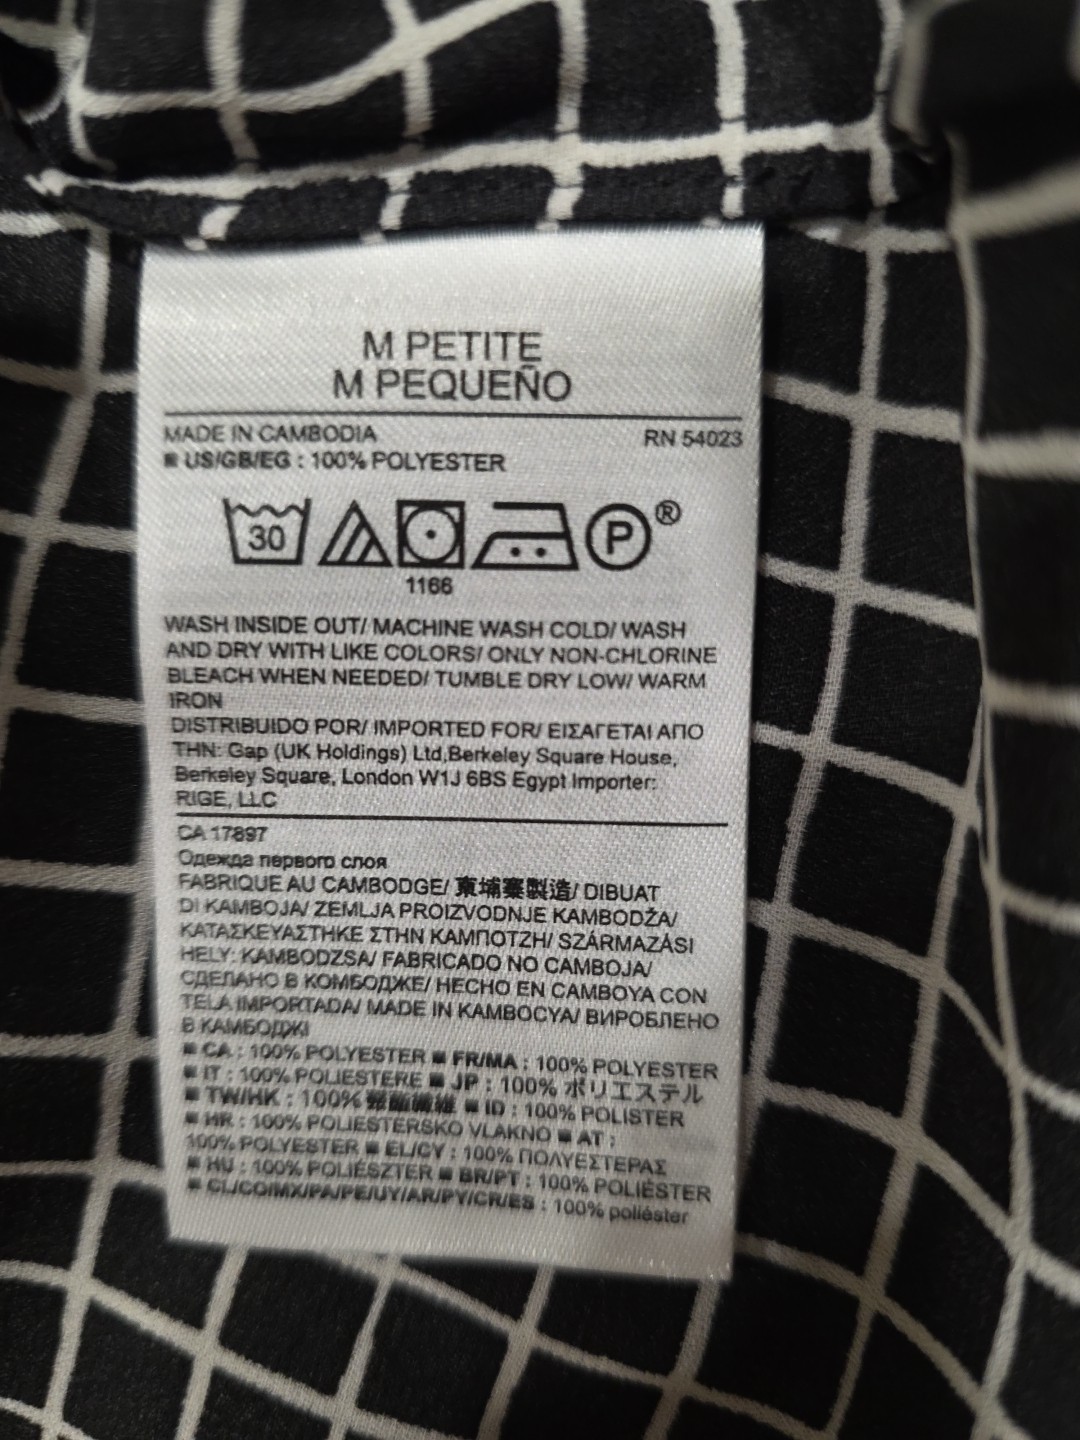 M PETITE
M PEQUEÑO
MADE IN CAMBODIA RN 54023
■ US/GB/EG : 100% POLYESTER
30 P ®
1166
WASH INSIDE OUT/ MACHINE WASH COLD/ WASH
AND DRY WITH LIKE COLORS/ ONLY NON-CHLORINE
BLEACH WHEN NEEDED/ TUMBLE DRY LOW/ WARM
IRON
DISTRIBUIDO POR/ IMPORTED FOR/ ΕΙΣΑΓΕΤΑΙ ΑΠΟ
ΤΗΝ: Gap (UK Holdings) Ltd,Berkeley Square House,
Berkeley Square, London W1J 6BS Egypt Importer:
RIGE, LLC
CA 17897
Одежда первого слоя
FABRIQUE AU CAMBODGE/ 柬埔寨製造/ DIBUAT
DI KAMBOJA/ ZEMLJA PROIZVODNJE KAMBODŽA/
ΚΑΤΑΣΚΕΥΑΣΤΗΚΕ ΣΤΗΝ ΚΑΜΠΟΤΖΗ/ SZÁRMAZÁSI
HELY: KAMBODZSA/ FABRICADO NO CAMBOJA/
СДЕЛАНО В КОМБОДЖЕ/ HECHO EN CAMBOYA CON
TELA IMPORTADA/ MADE IN KAMBOCYA/ ВИРОБЛЕНО
В КАМБОДЖІ
■ CA : 100% POLYESTER ■ FR/MA : 100% POLYESTER
■ IT : 100% POLIESTERE ■ JP : 100% ポリエステル
■ TW/HK : 100% 聚酯纖維 ■ ID : 100% POLISTER
■ HR : 100% POLIESTERSKO VLAKNO ■ AT :
100% POLYESTER ■ EL/CY : 100% ΠΟΛΥΕΣΤΕΡΑΣ
■ HU : 100% POLIÉSZTER ■ BR/PT : 100% POLIÉSTER
■ CL/CO/MX/PA/PE/UY/AR/PY/CR/ES : 100% poliéster